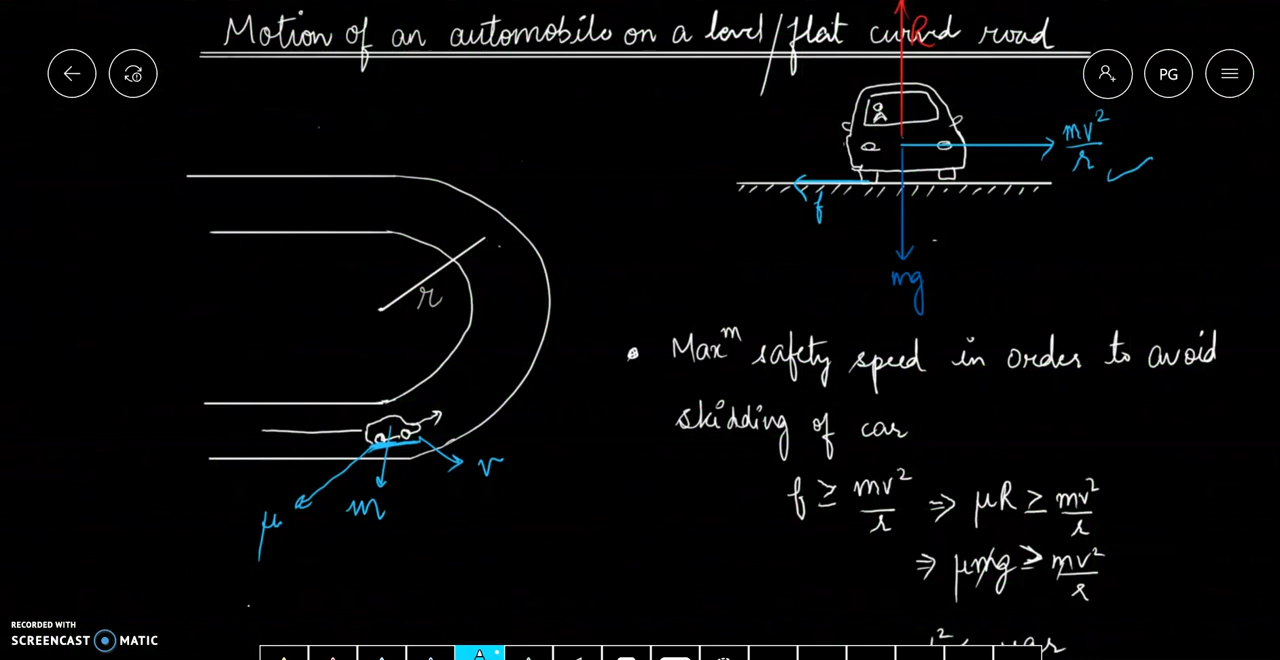 Motion of an automobile on a level/flat curved road
R
PG
mv²/r ✓
f
mg
r
• Maxᵐ safety speed in order to avoid
skidding of car
f ≥ mv²/r ⇒ μR ≥ mv²/r
⇒ μmg ≥ mv²/r
μ
m
v
RECORDED WITH
SCREENCAST MATIC